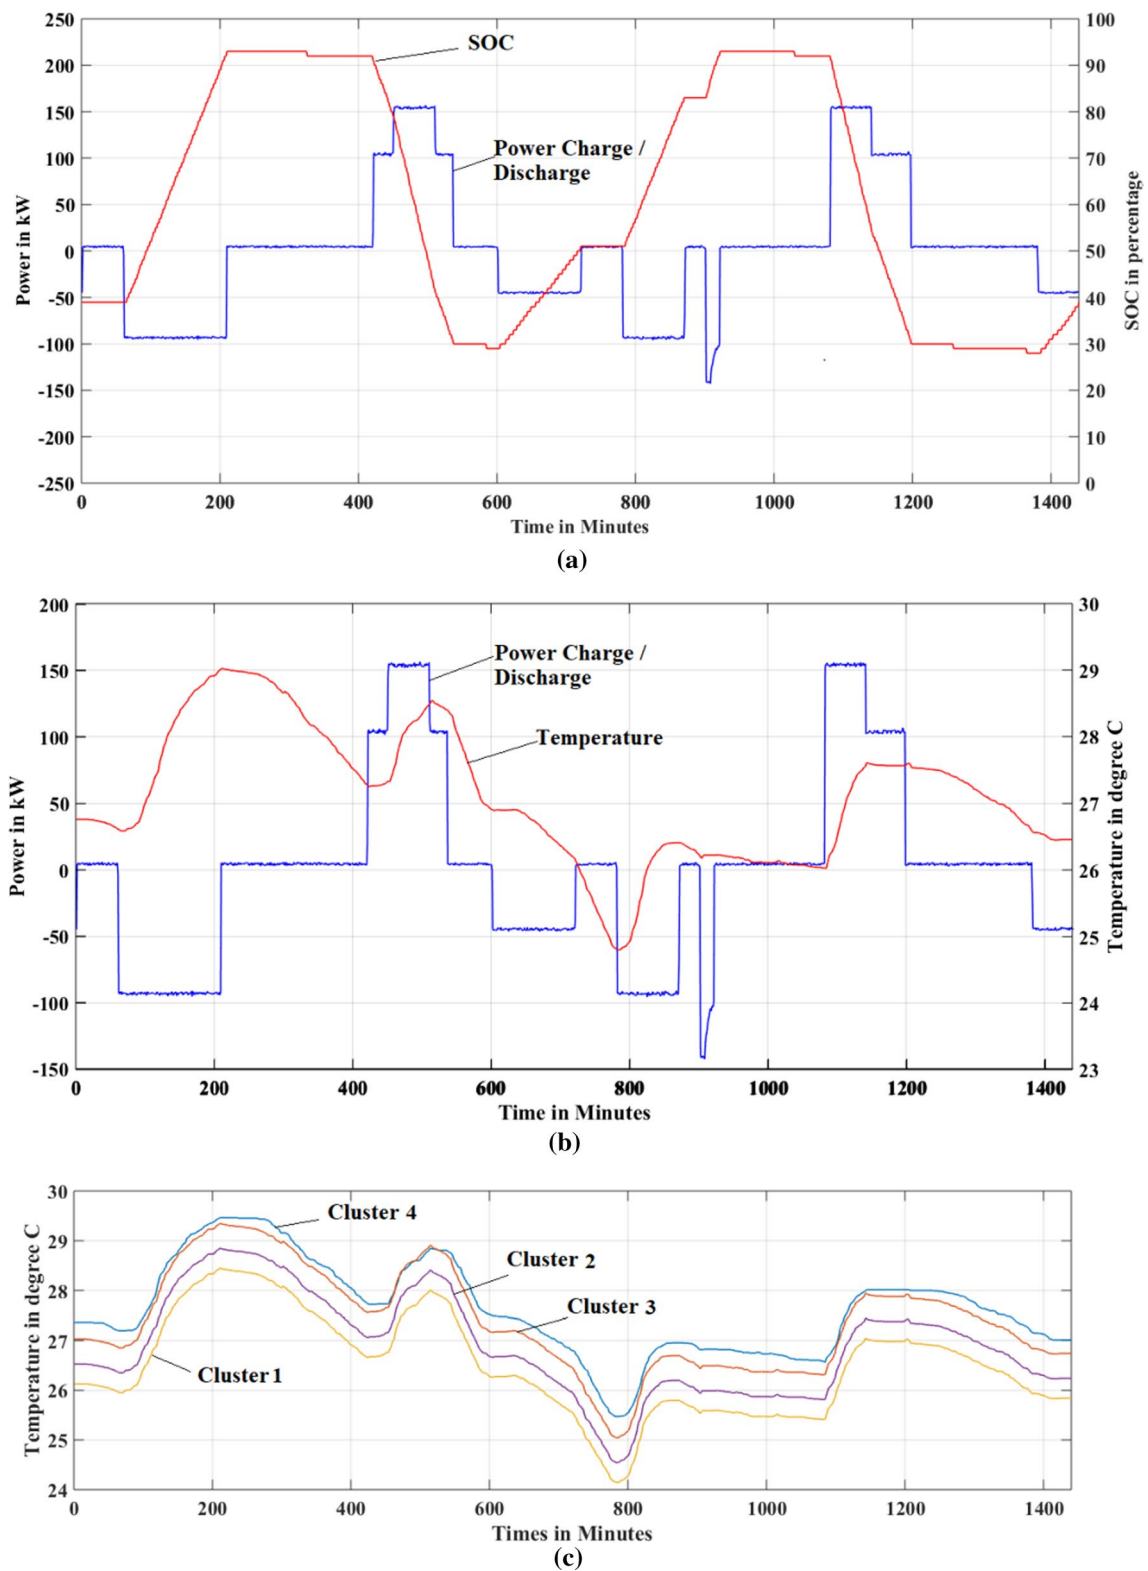 250
200
150
100
50
0
-50
-100
-150
200
-250
100
90
80
70
60
50
40
30
20
10
0
SOC
Power Charge /
Discharge
Power in kW
SOC in percentage
0 200 400 600 800 1000 1200 1400
Time in Minutes
(a)
200
150
100
50
0
-50
-100
-150
30
29
28
27
26
25
24
23
Power Charge /
Discharge
Temperature
Power in kW
Temperature in degree C
0 200 400 600 800 1000 1200 1400
Time in Minutes
(b)
30
29
28
27
26
25
24
Cluster 4
Cluster 2
Cluster 3
Cluster 1
Temperature in degree C
0 200 400 600 800 1000 1200 1400
Times in Minutes
(c)